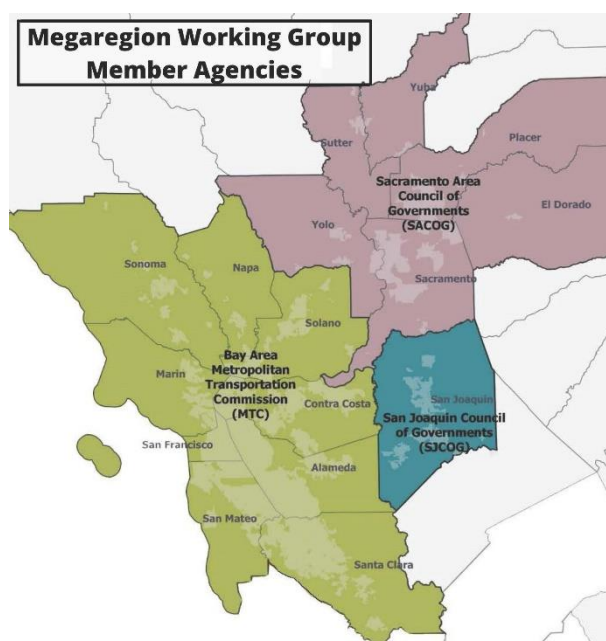 Megaregion Working Group
Member Agencies
Yuba
Sutter
Placer
Sacramento Area
Council of
Governments
(SACOG)
El Dorado
Yolo
Sonoma
Napa
Sacramento
Solano
Bay Area
Metropolitan
Transportation
Commission
(MTC)
Marin
Contra Costa
San Joaquin
San Joaquin Council
of Governments
(SJCOG)
San Francisco
Alameda
San Mateo
Santa Clara